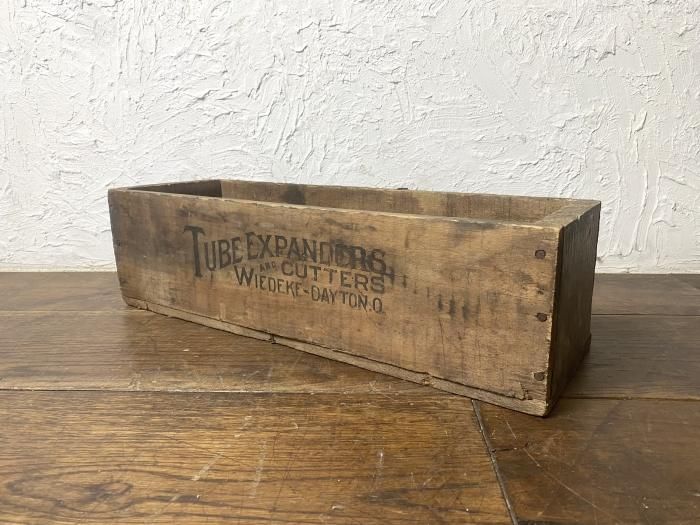 TUBE EXPANDERS
AND CUTTERS
WIEDEKE-DAYTON.O.